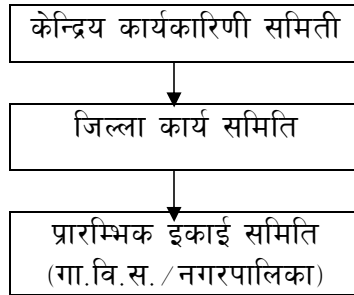 केन्द्रिय कार्यकारिणी समिती
जिल्ला कार्य समिति
प्रारम्भिक इकाई समिति
(गा.वि.स./नगरपालिका)